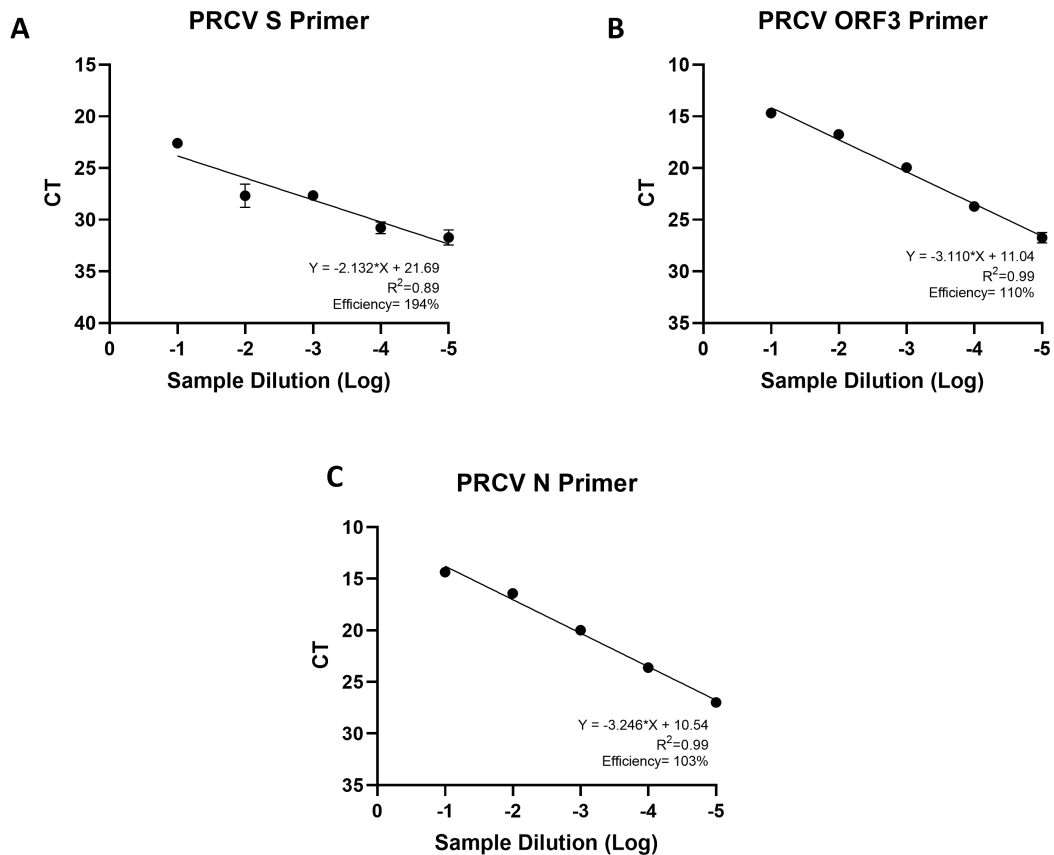 A
PRCV S Primer
15
20
25
30
35
40
CT
Y = -2.132*X + 21.69
R²=0.89
Efficiency= 194%
0 -1 -2 -3 -4 -5
Sample Dilution (Log)
B
PRCV ORF3 Primer
10
15
20
25
30
35
CT
Y = -3.110*X + 11.04
R²=0.99
Efficiency= 110%
0 -1 -2 -3 -4 -5
Sample Dilution (Log)
C
PRCV N Primer
10
15
20
25
30
35
CT
Y = -3.246*X + 10.54
R²=0.99
Efficiency= 103%
0 -1 -2 -3 -4 -5
Sample Dilution (Log)